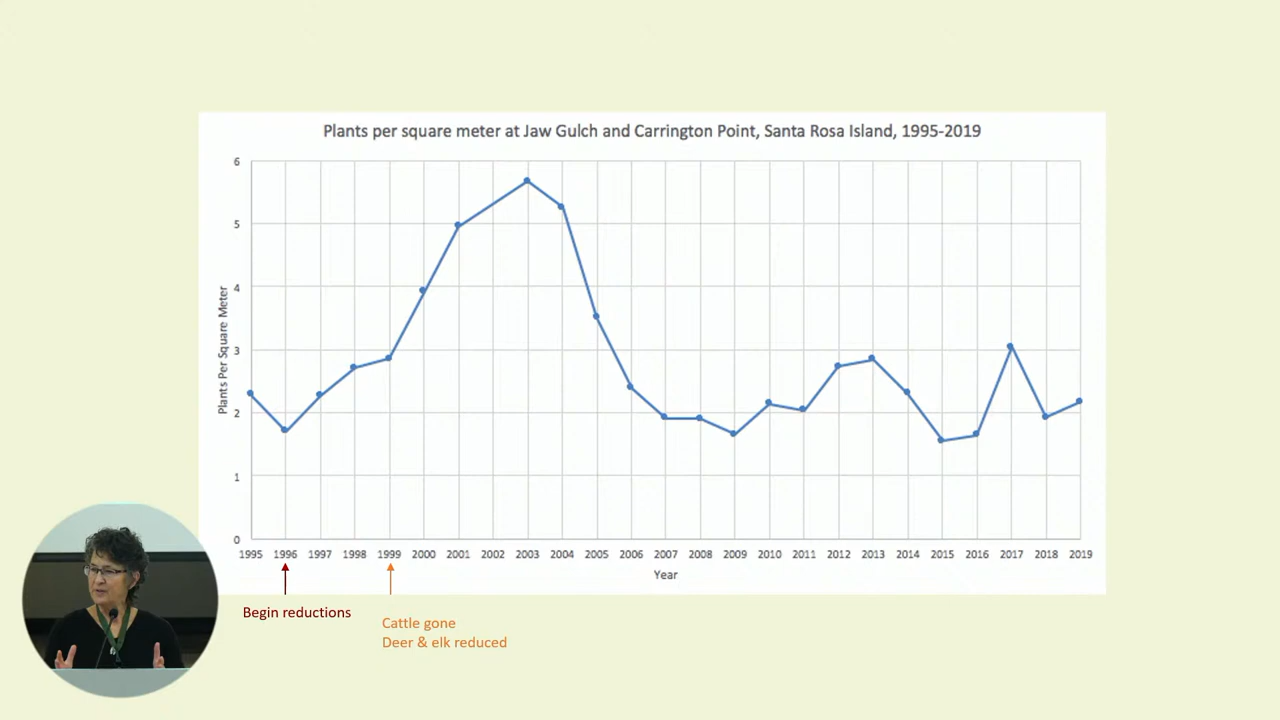 Plants per square meter at Jaw Gulch and Carrington Point, Santa Rosa Island, 1995-2019
Plants Per Square Meter
6
5
4
3
2
1
0
1995 1996 1997 1998 1999 2000 2001 2002 2003 2004 2005 2006 2007 2008 2009 2010 2011 2012 2013 2014 2015 2016 2017 2018 2019
Year
Begin reductions
Cattle gone
Deer & elk reduced